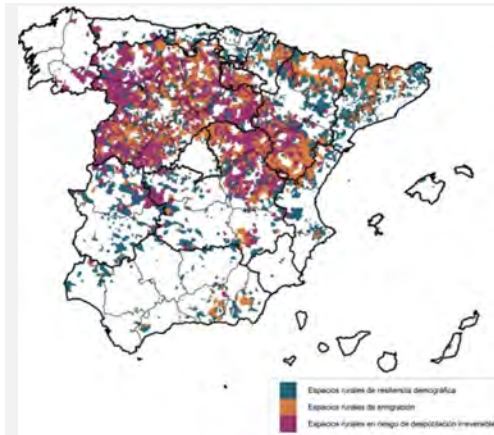 Espacios rurales de resiliencia demográfica
Espacios rurales de emigración
Espacios rurales en riesgo de despoblación irreversible